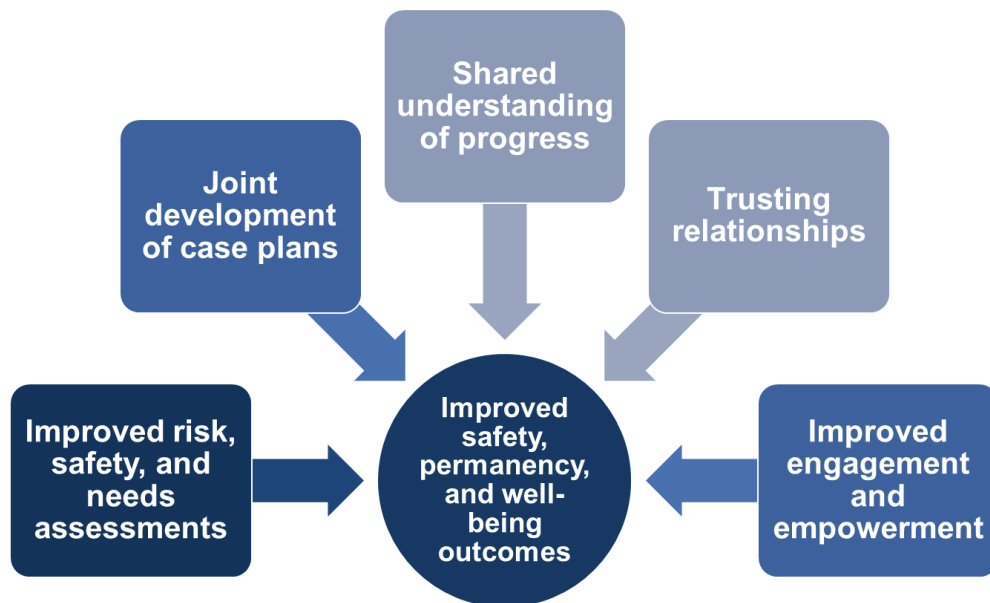 Shared
understanding
of progress
Joint
development
of case plans
Trusting
relationships
Improved risk,
safety, and
needs
assessments
Improved
safety,
permanency,
and well-
being
outcomes
Improved
engagement
and
empowerment